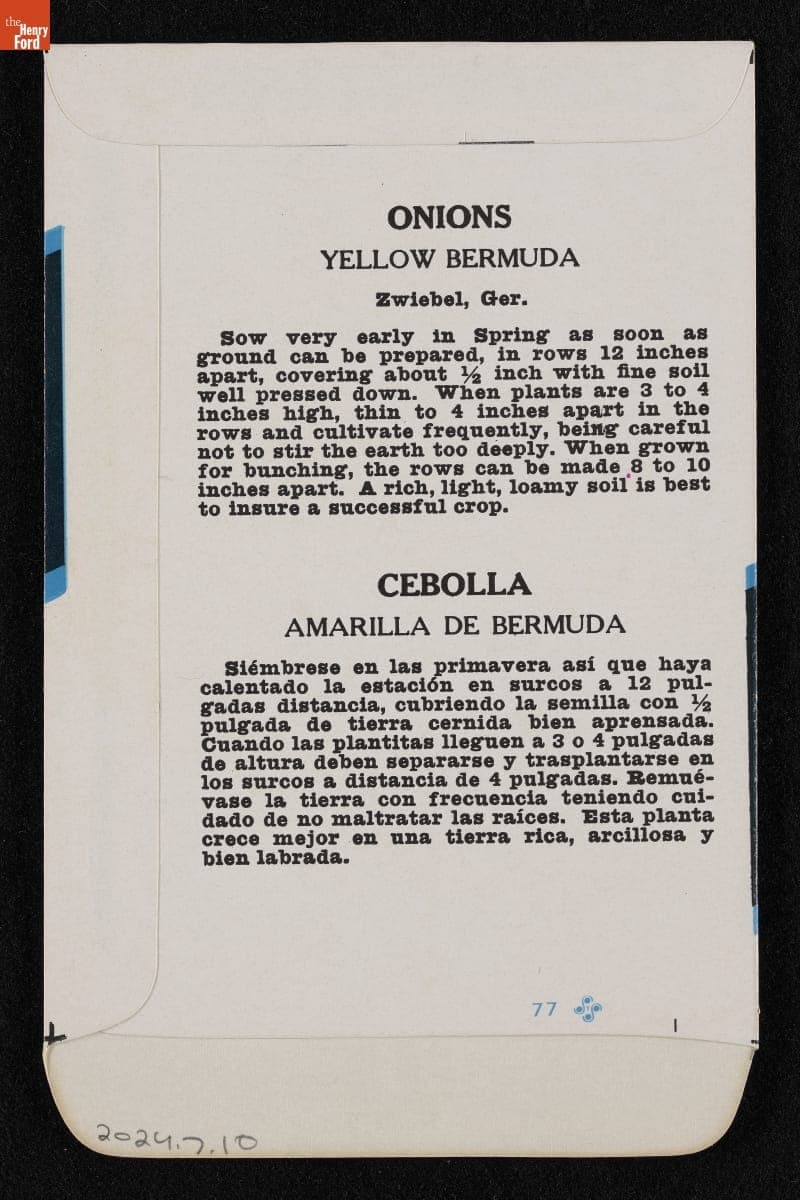 the
Henry
Ford
ONIONS
YELLOW BERMUDA
Zwiebel, Ger.
Sow very early in Spring as soon as
ground can be prepared, in rows 12 inches
apart, covering about ½ inch with fine soil
well pressed down. When plants are 3 to 4
inches high, thin to 4 inches apart in the
rows and cultivate frequently, being careful
not to stir the earth too deeply. When grown
for bunching, the rows can be made 8 to 10
inches apart. A rich, light, loamy soil is best
to insure a successful crop.
CEBOLLA
AMARILLA DE BERMUDA
Siémbrese en las primavera así que haya
calentado la estación en surcos a 12 pul-
gadas distancia, cubriendo la semilla con ½
pulgada de tierra cernida bien aprensada.
Cuando las plantitas lleguen a 3 o 4 pulgadas
de altura deben separarse y trasplantarse en
los surcos a distancia de 4 pulgadas. Remué-
vase la tierra con frecuencia teniendo cui-
dado de no maltratar las raíces. Esta planta
crece mejor en una tierra rica, arcillosa y
bien labrada.
77
2024.7.10